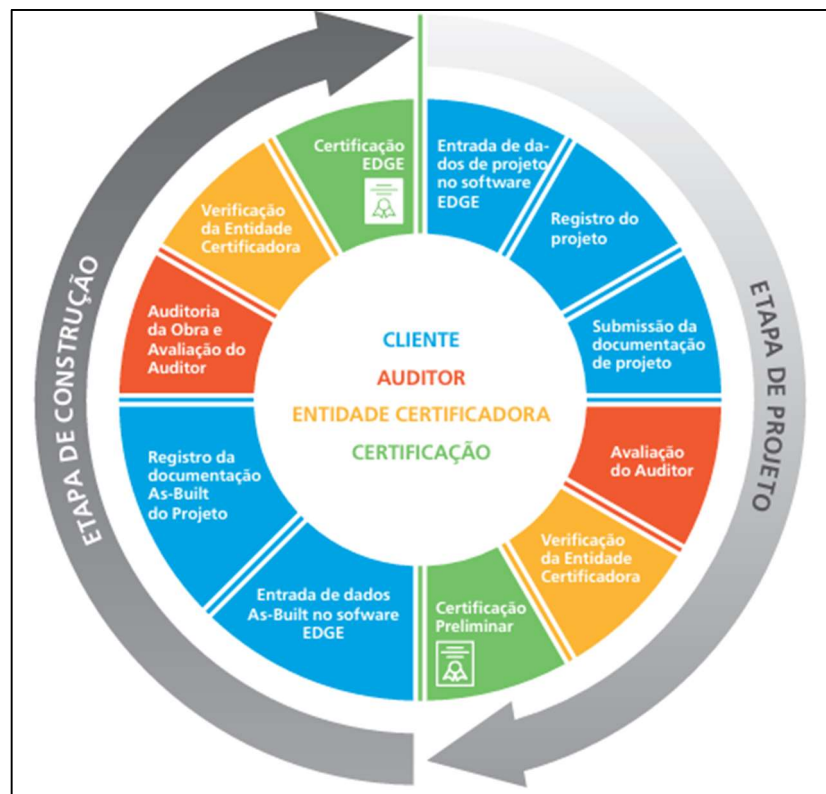 Entrada de da-
dos de projeto
no software
EDGE
Registro do
projeto
Submissão da
documentação
de projeto
Avaliação
do Auditor
Verificação
da Entidade
Certificadora
Certificação
Preliminar
ETAPA DE PROJETO
Entrada de dados
As-Built no sofware
EDGE
Registro da
documentação
As-Built
do Projeto
Auditoria
da Obra e
Avaliação do
Auditor
Verificação
da Entidade
Certificadora
Certificação
EDGE
ETAPA DE CONSTRUÇÃO
CLIENTE
AUDITOR
ENTIDADE CERTIFICADORA
CERTIFICAÇÃO